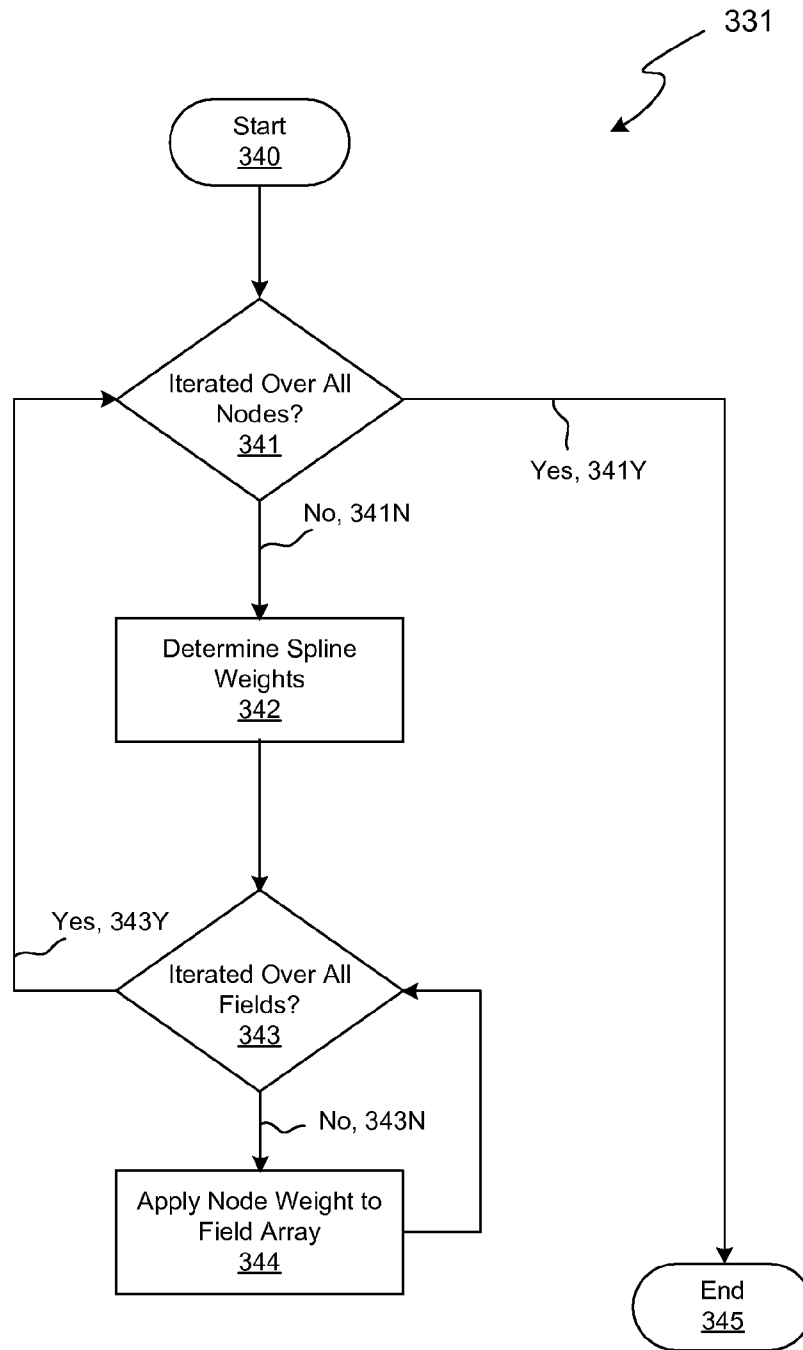 331
Start
340
Iterated Over All
Nodes?
341
Yes, 341Y
No, 341N
Determine Spline
Weights
342
Yes, 343Y
Iterated Over All
Fields?
343
No, 343N
Apply Node Weight to
Field Array
344
End
345